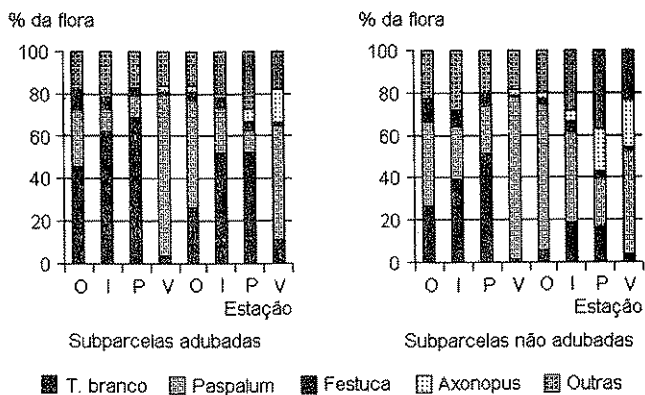 % da flora
100
80
60
40
20
0
O I P V O I P V
Estação
Subparcelas adubadas
% da flora
100
80
60
40
20
0
O I P V O I P V
Estação
Subparcelas não adubadas
T. branco Paspalum Festuca Axonopus Outras